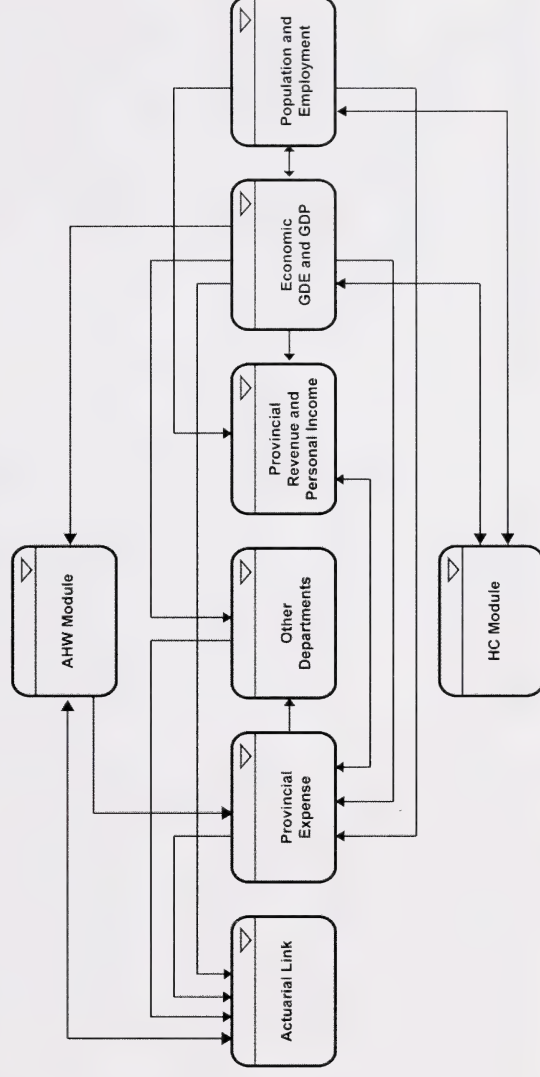 AHW Module
Actuarial Link
Provincial
Expense
Other
Departments
Provincial
Revenue and
Personal Income
Economic
GDE and GDP
Population and
Employment
HC Module